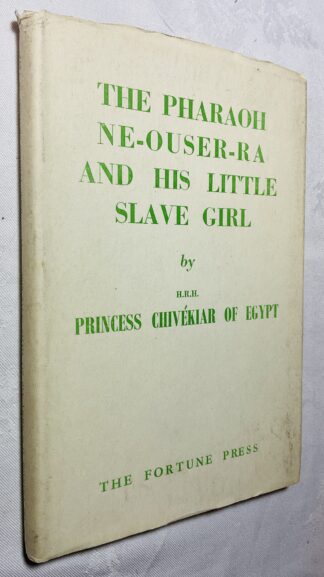 THE PHARAOH
NE-OUSER-RA
AND HIS LITTLE
SLAVE GIRL
by
H.R.H.
PRINCESS CHIVÉKIAR OF EGYPT
THE FORTUNE PRESS